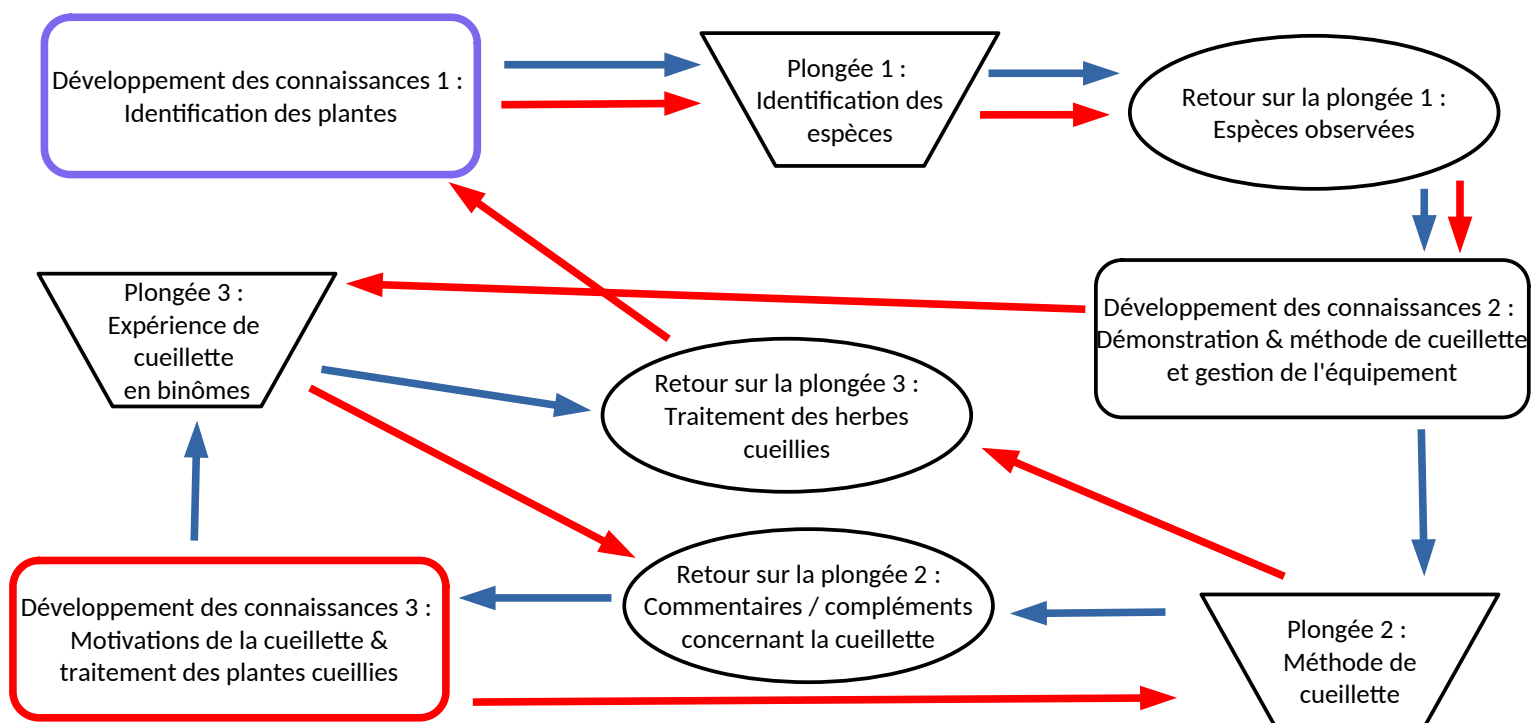 Développement des connaissances 1 :
Identification des plantes
Plongée 1 :
Identification des
espèces
Retour sur la plongée 1 :
Espèces observées
Plongée 3 :
Expérience de
cueillette
en binômes
Retour sur la plongée 3 :
Traitement des herbes
cueillies
Développement des connaissances 2 :
Démonstration & méthode de cueillette
et gestion de l'équipement
Développement des connaissances 3 :
Motivations de la cueillette &
traitement des plantes cueillies
Retour sur la plongée 2 :
Commentaires / compléments
concernant la cueillette
Plongée 2 :
Méthode de
cueillette